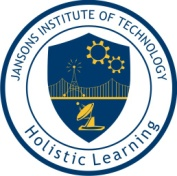 JANSONS INSTITUTE OF TECHNOLOGY
Holistic Learning